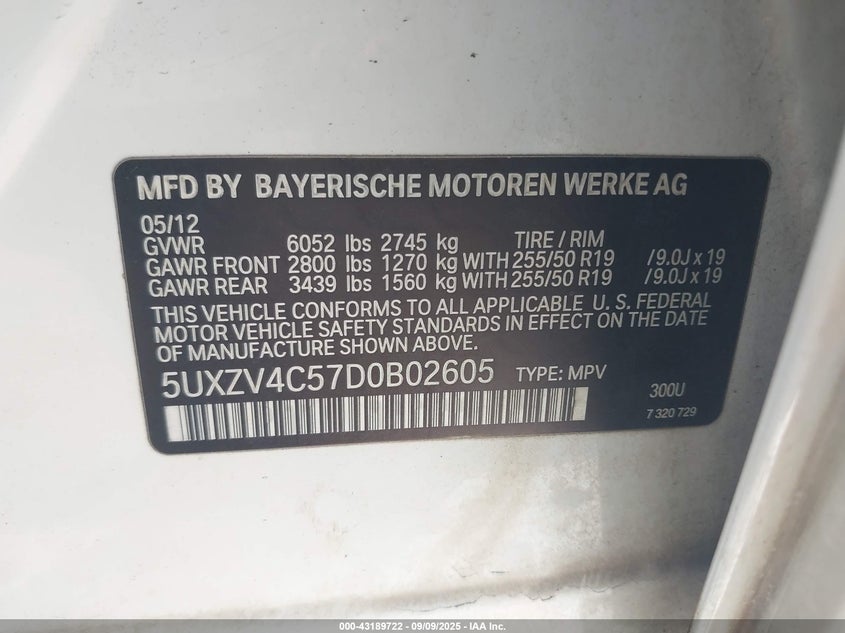 MFD BY BAYERISCHE MOTOREN WERKE AG
05/12
GVWR 6052 lbs 2745 kg TIRE / RIM
GAWR FRONT 2800 lbs 1270 kg WITH 255/50 R19 /9.0J x 19
GAWR REAR 3439 lbs 1560 kg WITH 255/50 R19 /9.0J x 19
THIS VEHICLE CONFORMS TO ALL APPLICABLE U. S. FEDERAL
MOTOR VEHICLE SAFETY STANDARDS IN EFFECT ON THE DATE
OF MANUFACTURE SHOWN ABOVE.
5UXZV4C57D0B02605 TYPE: MPV 300U
7 320 729
000-43189722 - 09/09/2025 - IAA Inc.